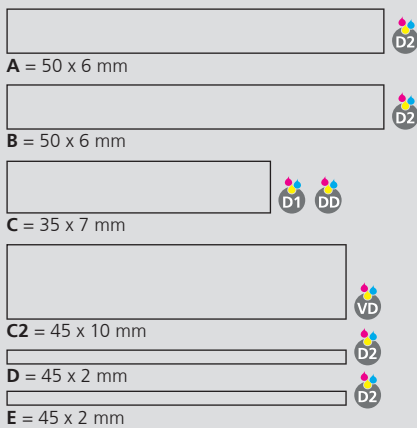 D2
A = 50 x 6 mm
D2
B = 50 x 6 mm
D1 DD
C = 35 x 7 mm
VD
C2 = 45 x 10 mm
D2
D = 45 x 2 mm
D2
E = 45 x 2 mm